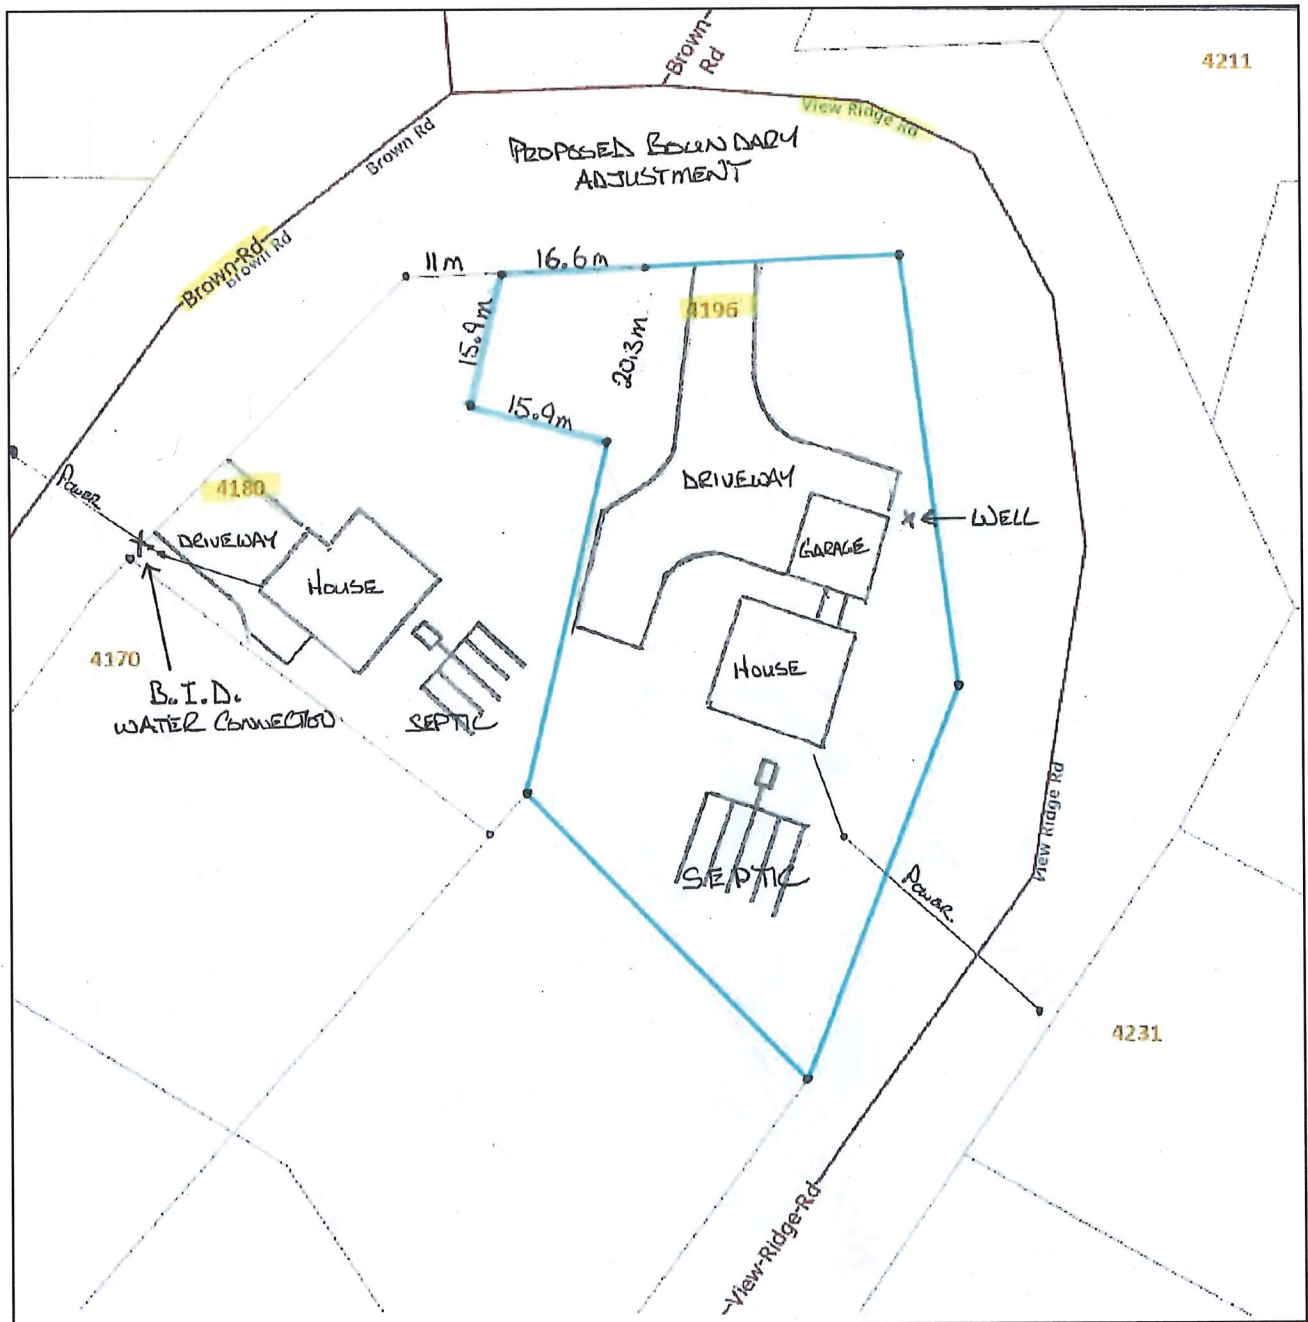 Brown-Rd
4211
View Ridge Rd
Brown Rd
PROPOSED BOUNDARY
ADJUSTMENT
Brown-Rd
Brown Rd
11m
16.6m
4196
15.9m
20.3m
15.9m
POWER
4180
DRIVEWAY
DRIVEWAY
WELL
GARAGE
HOUSE
4170
HOUSE
B.I.D.
WATER CONNECTION
SEPTIC
View Ridge Rd
SEPTIC
POWER.
4231
View-Ridge-Rd